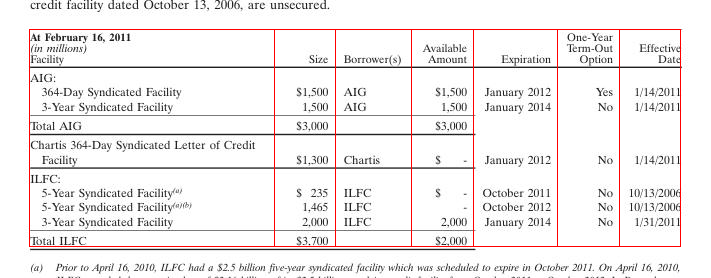 credit facility dated October 13, 2006, are unsecured.
At February 16, 2011 One-Year
(in millions) Available Term-Out Effective
Facility Size Borrower(s) Amount Expiration Option Date
AIG:
364-Day Syndicated Facility $1,500 AIG $1,500 January 2012 Yes 1/14/2011
3-Year Syndicated Facility 1,500 AIG 1,500 January 2014 No 1/14/2011
Total AIG $3,000 $3,000
Chartis 364-Day Syndicated Letter of Credit
Facility $1,300 Chartis $ - January 2012 No 1/14/2011
ILFC:
5-Year Syndicated Facility(a) $ 235 ILFC $ - October 2011 No 10/13/2006
5-Year Syndicated Facility(a)(b) 1,465 ILFC - October 2012 No 10/13/2006
3-Year Syndicated Facility 2,000 ILFC 2,000 January 2014 No 1/31/2011
Total ILFC $3,700 $2,000
(a) Prior to April 16, 2010, ILFC had a $2.5 billion five-year syndicated facility which was scheduled to expire in October 2011. On April 16, 2010,